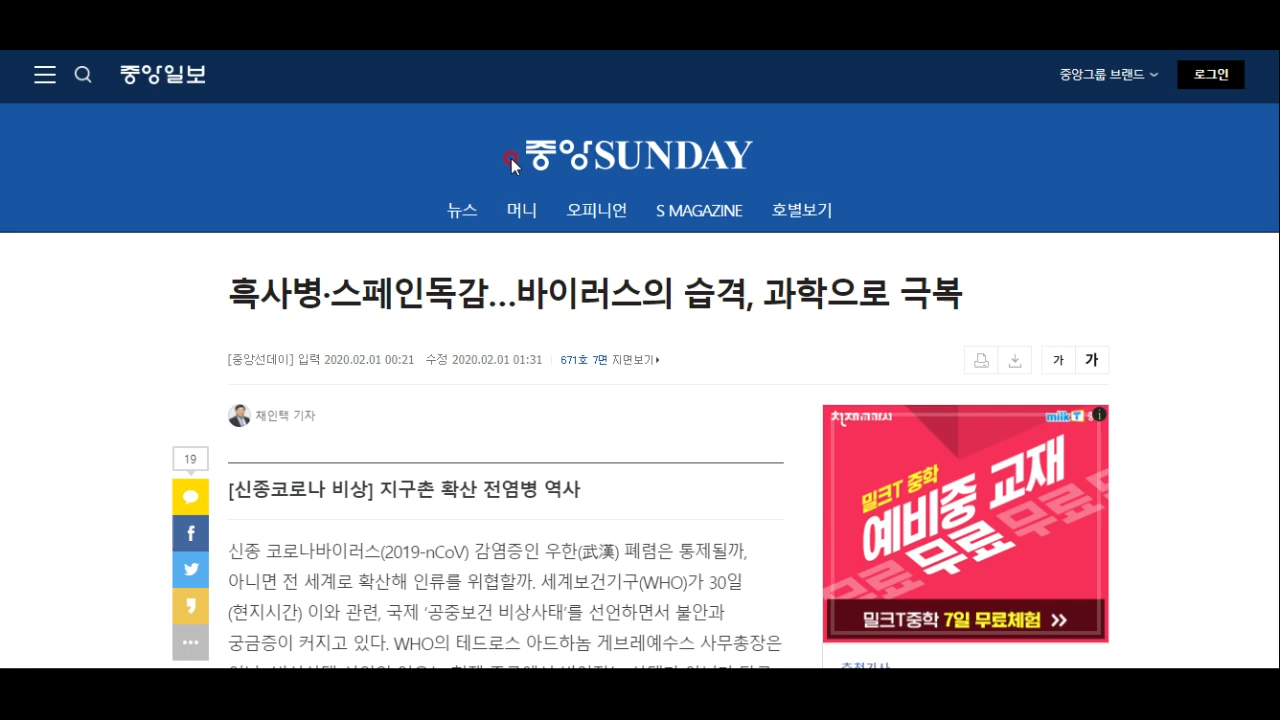 중앙일보
중앙그룹 브랜드
로그인
중앙SUNDAY
뉴스 머니 오피니언 S MAGAZINE 호별보기
흑사병·스페인독감...바이러스의 습격, 과학으로 극복
[중앙선데이] 입력 2020.02.01 00:21 수정 2020.02.01 01:31 671호 7면 지면보기
가 가
채인택 기자
19
[신종코로나 비상] 지구촌 확산 전염병 역사
신종 코로나바이러스(2019-nCoV) 감염증인 우한(武漢) 폐렴은 통제될까,
아니면 전 세계로 확산해 인류를 위협할까. 세계보건기구(WHO)가 30일
(현지시간) 이와 관련, 국제 ‘공중보건 비상사태’를 선언하면서 불안과
궁금증이 커지고 있다. WHO의 테드로스 아드하놈 게브레예수스 사무총장은
천재교과서
milk T
밀크T 중학
예비중 교재
무료
무료 무료
밀크T중학 7일 무료체험 >>
추천기사